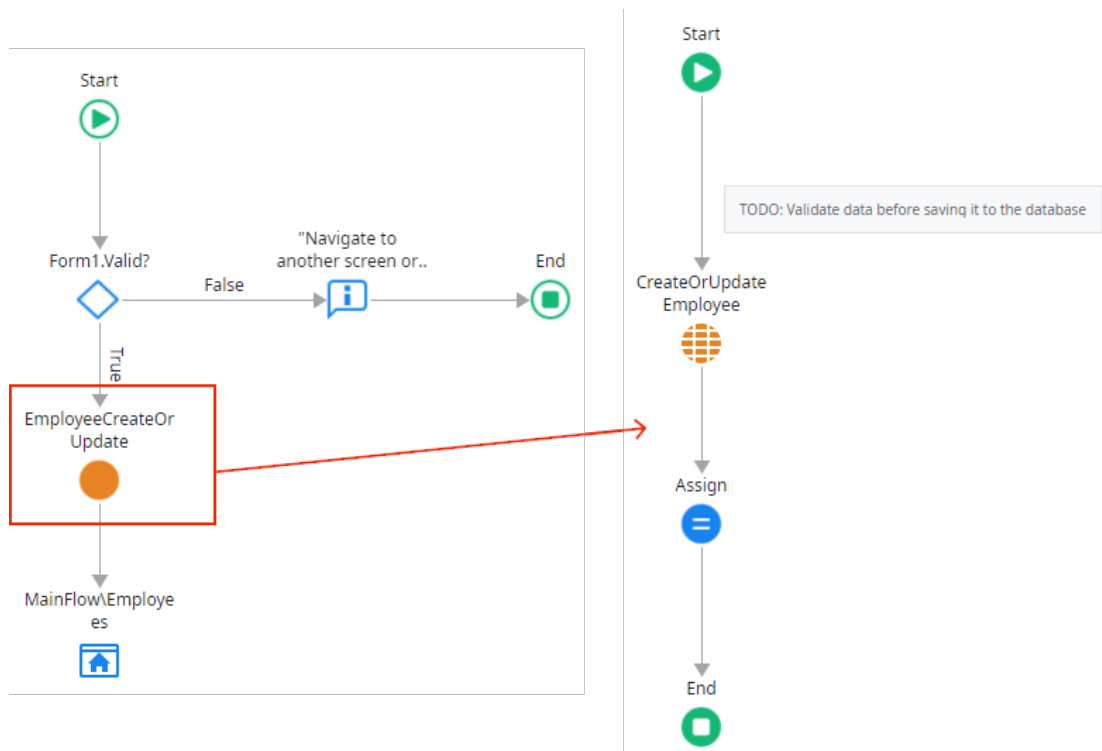 Start
Form1.Valid?
False
"Navigate to
another screen or..
End
True
EmployeeCreateOr
Update
MainFlow\Employe
es
Start
TODO: Validate data before saving it to the database
CreateOrUpdate
Employee
Assign
End